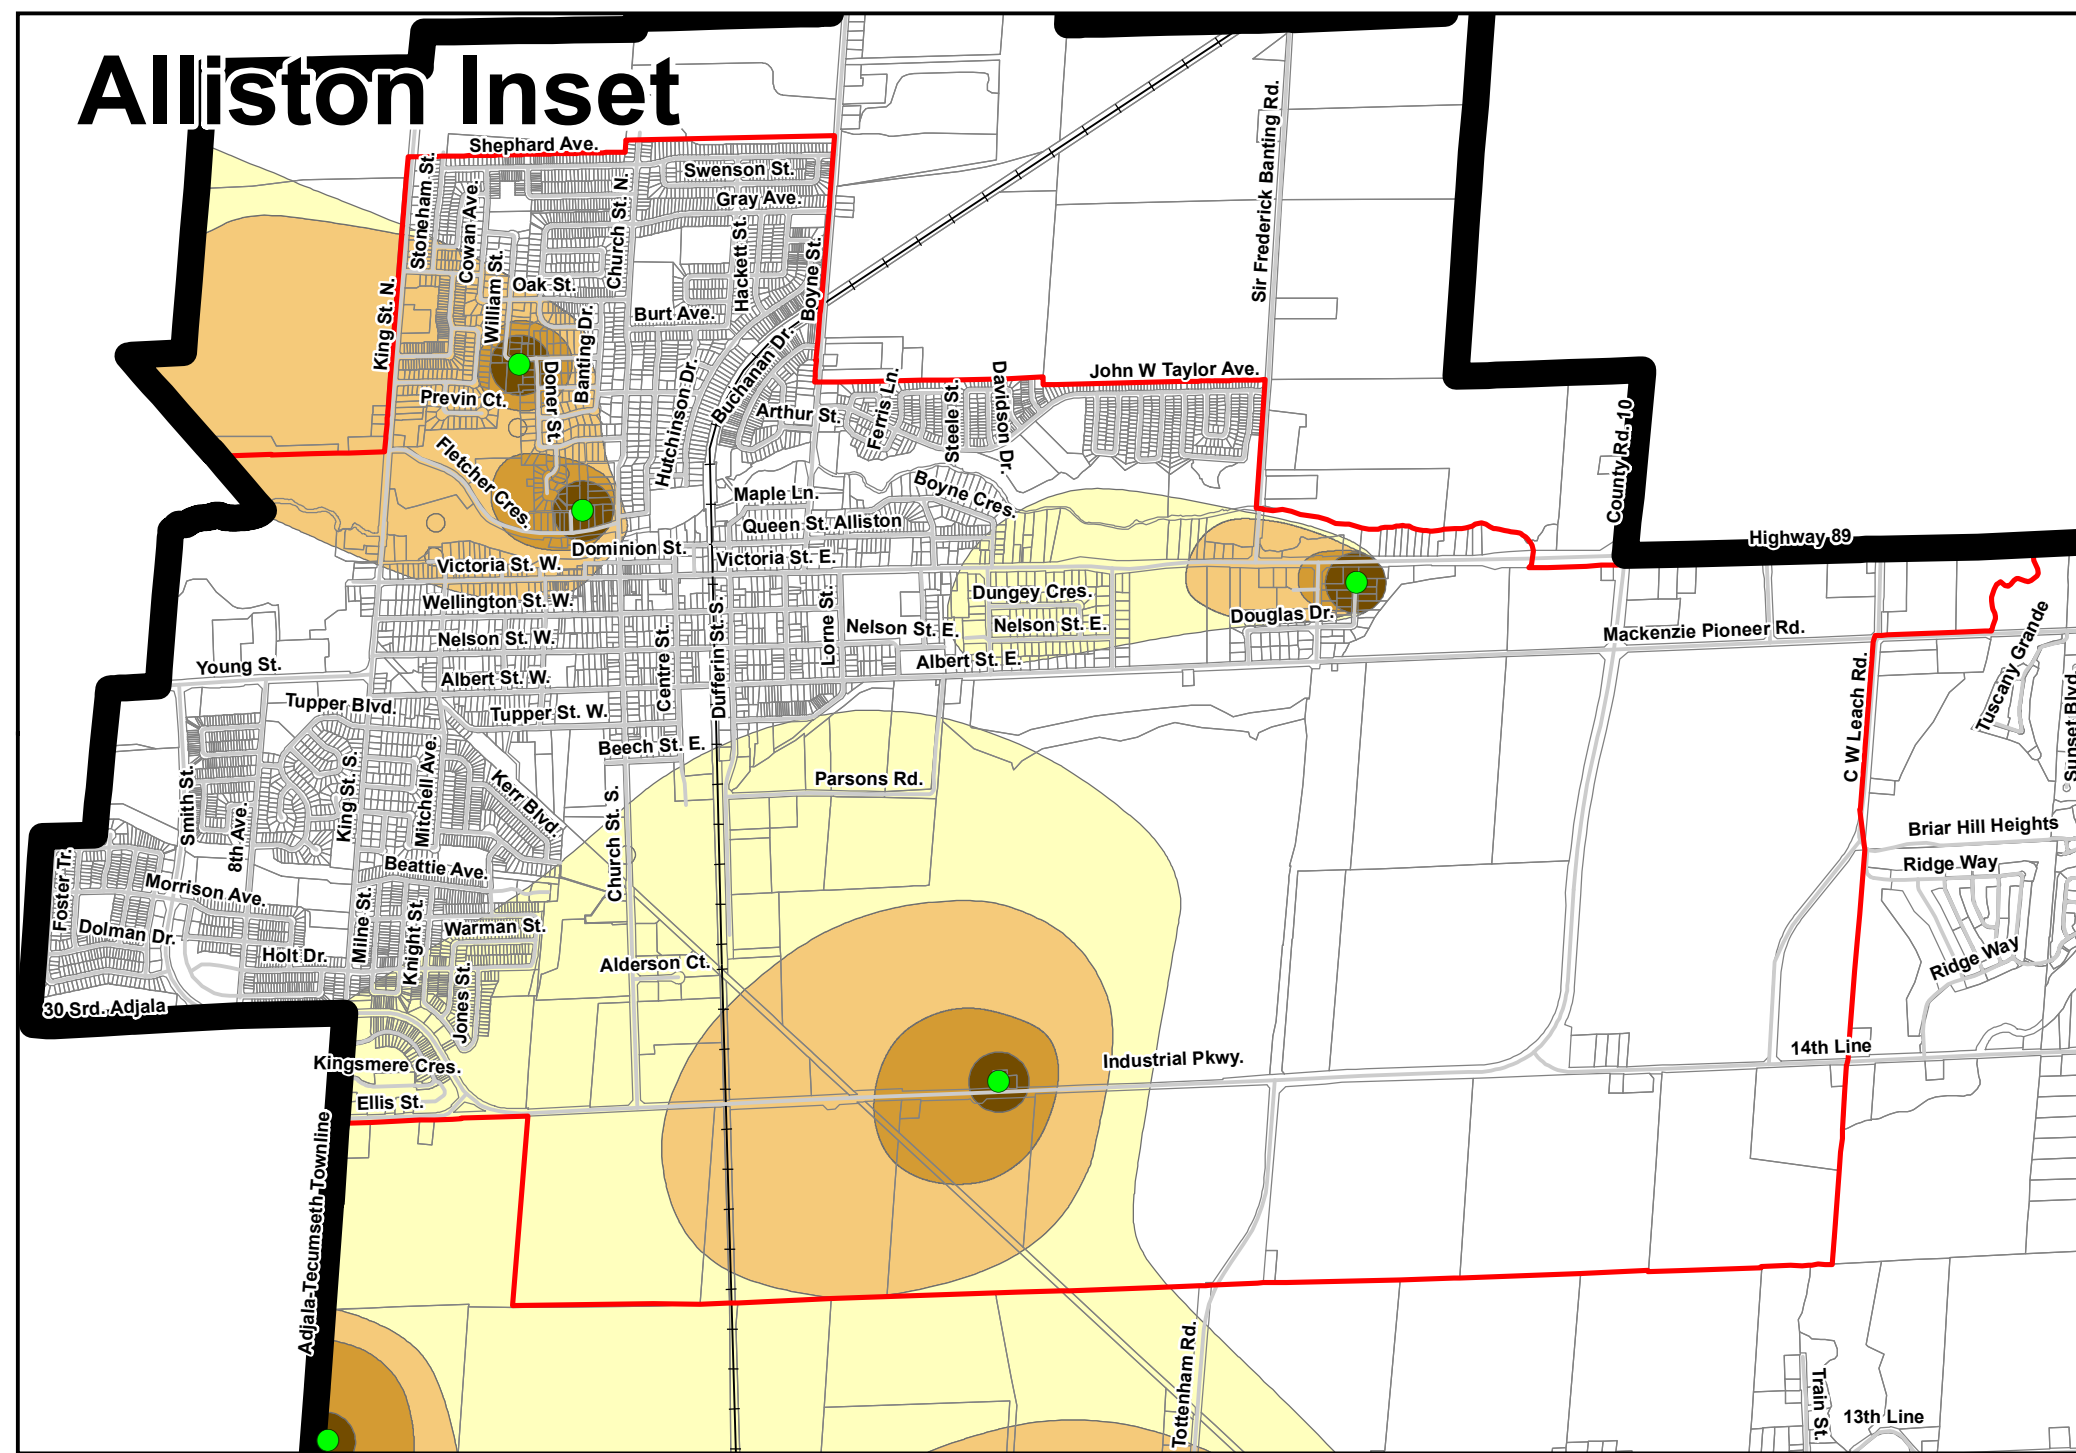 Alliston Inset
Shephard Ave.
Swenson St.
Gray Ave.
Stoneham St.
Cowan Ave.
William St.
Church St. N.
Hackett St.
Boyne St.
Sir Frederick Banting Rd.
Oak St.
Burt Ave.
King St. N.
Banting Dr.
Doner St.
Previn Ct.
Hutchinson Dr.
Buchanan Dr.
Arthur St.
Ferris Ln.
Steele St.
Davidson Dr.
John W Taylor Ave.
County Rd. 10
Fletcher Cres.
Maple Ln.
Boyne Cres.
Queen St. Alliston
Dominion St.
Victoria St. W.
Victoria St. E.
Highway 89
Wellington St. W.
Dungey Cres.
Nelson St. W.
Nelson St. E.
Nelson St. E.
Douglas Dr.
Mackenzie Pioneer Rd.
Lorne St.
Centre St.
Dufferin St. S.
Young St.
Albert St. W.
Albert St. E.
Tupper Blvd.
Tupper St. W.
Beech St. E.
Parsons Rd.
C W Leach Rd.
Tuscany Grande
Sunset Blvd.
Smith St.
8th Ave.
King St. S.
Mitchell Ave.
Kerr Blvd.
Church St. S.
Briar Hill Heights
Ridge Way
Ridge Way
Foster Tr.
Morrison Ave.
Beattie Ave.
Dolman Dr.
Holt Dr.
Milne St.
Knight St.
Warman St.
Jones St.
Alderson Ct.
30 Srd. Adjala
Kingsmere Cres.
Ellis St.
Industrial Pkwy.
14th Line
Adjala-Tecumseth Townline
Tottenham Rd.
Train St.
13th Line